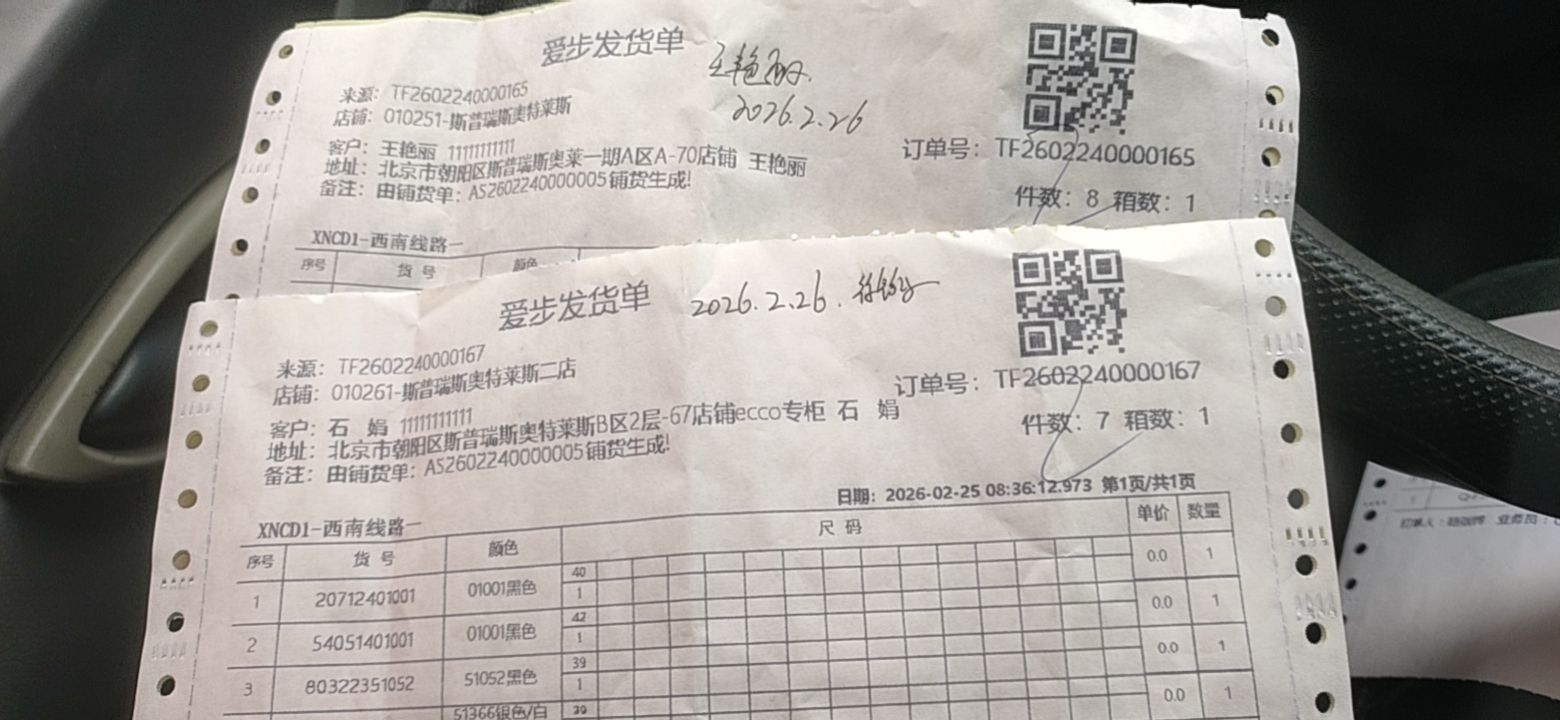 爱步发货单
王艳丽
2026.2.26
来源：TF2602240000165
店铺：010251-斯普瑞斯奥特莱斯
客户：王艳丽 11111111111
订单号：TF2602240000165
地址：北京市朝阳区斯普瑞斯奥莱一期A区A-70店铺 王艳丽
备注：由铺货单：AS2602240000005铺货生成!
件数：8 箱数：1
XNCD1-西南线路一
序号 货 号 颜色
爱步发货单
2026.2.26.
来源：TF2602240000167
店铺：010261-斯普瑞斯奥特莱斯二店
订单号：TF2602240000167
客户：石 娟 11111111111
地址：北京市朝阳区斯普瑞斯奥特莱斯B区2层-67店铺ecco专柜 石 娟
件数：7 箱数：1
备注：由铺货单：AS2602240000005铺货生成!
日期：2026-02-25 08:36:12.973 第1页/共1页
XNCD1-西南线路一
序号 货 号 颜色 尺 码 单价 数量
1 20712401001 01001黑色 40 1 0.0 1
2 54051401001 01001黑色 42 1 0.0 1
3 80322351052 51052黑色 39 1 0.0 1
51366银色/白 39 0.0 1